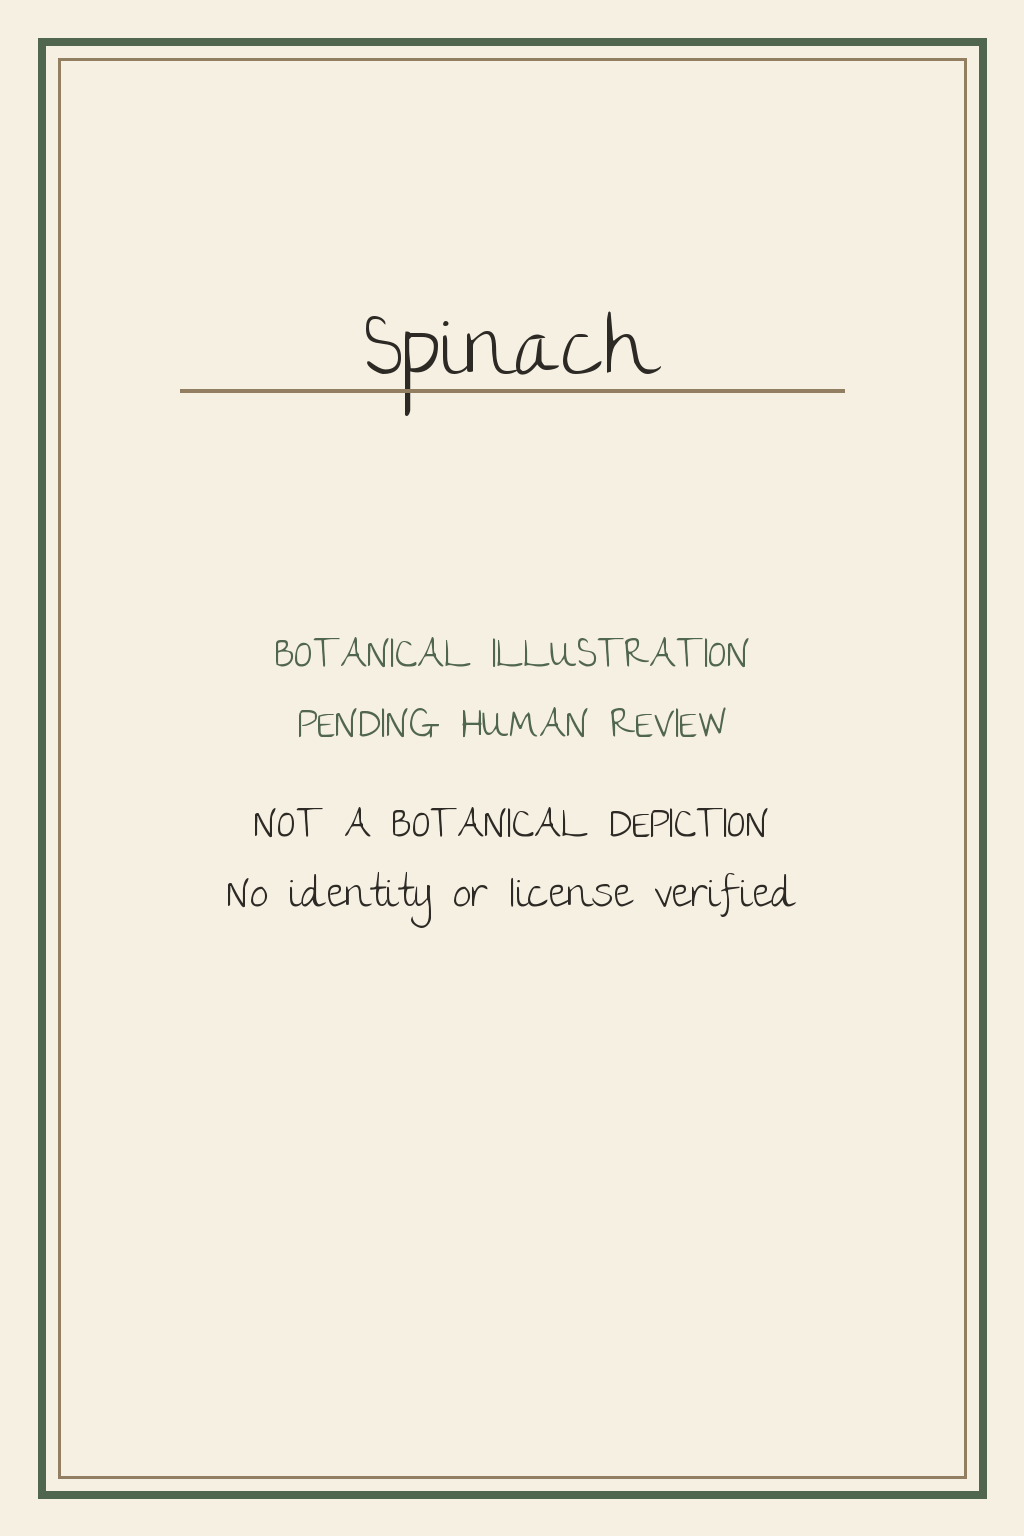 Spinach
BOTANICAL ILLUSTRATION
PENDING HUMAN REVIEW
NOT A BOTANICAL DEPICTION
No identity or license verified